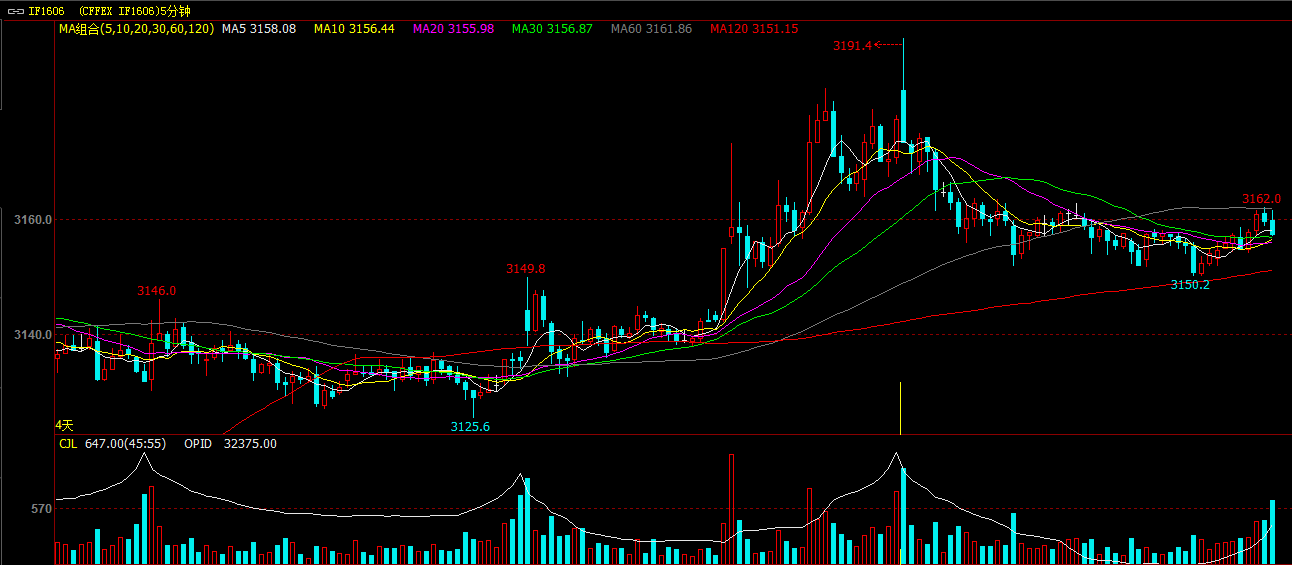 IF1606 (CFFEX IF1606)5分钟
MA组合(5,10,20,30,60,120) MA5 3158.08 MA10 3156.44 MA20 3155.98 MA30 3156.87 MA60 3161.86 MA120 3151.15
3191.4
3162.0
3160.0
3149.8
3150.2
3146.0
3140.0
4天
3125.6
CJL 647.00(45:55) OPID 32375.00
570